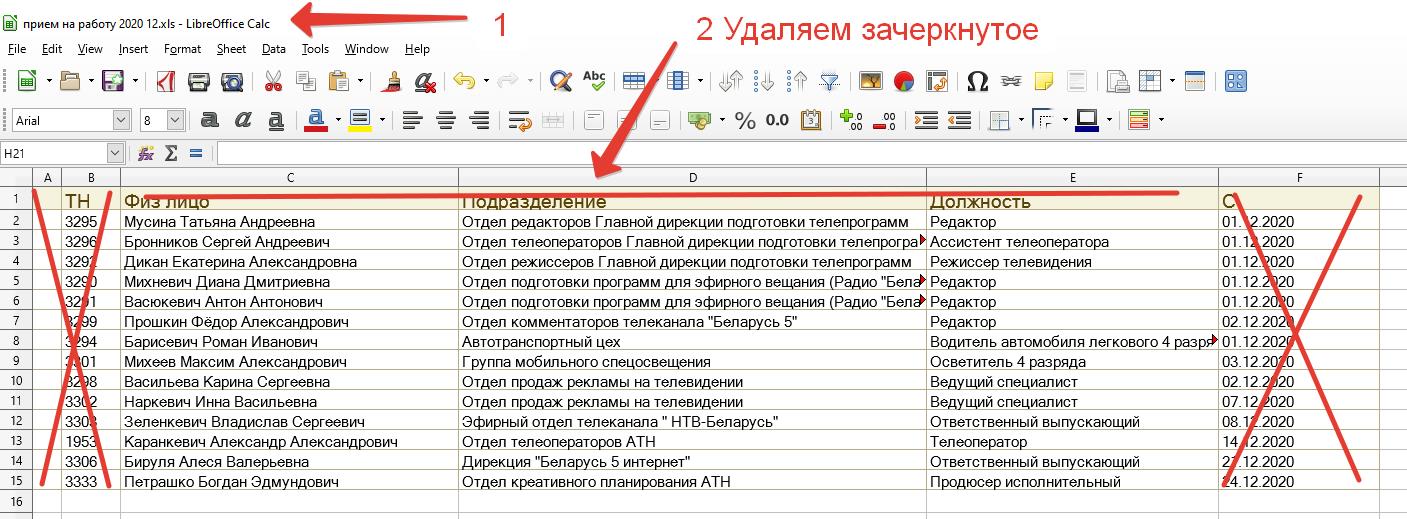 прием на работу 2020 12.xls - LibreOffice Calc
1
2 Удаляем зачеркнутое
File Edit View Insert Format Sheet Data Tools Window Help
Abc
Arial 8 a a a % 0.0
H21
A B C D E F
1 ТН Физ лицо Подразделение Должность С
2 3295 Мусина Татьяна Андреевна Отдел редакторов Главной дирекции подготовки телепрограмм Редактор 01.12.2020
3 3296 Бронников Сергей Андреевич Отдел телеоператоров Главной дирекции подготовки телепрогра Ассистент телеоператора 01.12.2020
4 3292 Дикан Екатерина Александровна Отдел режиссеров Главной дирекции подготовки телепрограмм Режиссер телевидения 01.12.2020
5 3290 Михневич Диана Дмитриевна Отдел подготовки программ для эфирного вещания (Радио "Бела Редактор 01.12.2020
6 3291 Васюкевич Антон Антонович Отдел подготовки программ для эфирного вещания (Радио "Бела Редактор 01.12.2020
7 3299 Прошкин Фёдор Александрович Отдел комментаторов телеканала "Беларусь 5" Редактор 02.12.2020
8 3294 Барисевич Роман Иванович Автотранспортный цех Водитель автомобиля легкового 4 разря 01.12.2020
9 3301 Михеев Максим Александрович Группа мобильного спецосвещения Осветитель 4 разряда 03.12.2020
10 3298 Васильева Карина Сергеевна Отдел продаж рекламы на телевидении Ведущий специалист 02.12.2020
11 3302 Наркевич Инна Васильевна Отдел продаж рекламы на телевидении Ведущий специалист 07.12.2020
12 3303 Зеленкевич Владислав Сергеевич Эфирный отдел телеканала " НТВ-Беларусь" Ответственный выпускающий 08.12.2020
13 1953 Каранкевич Александр Александрович Отдел телеоператоров АТН Телеоператор 14.12.2020
14 3306 Бируля Алеся Валерьевна Дирекция "Беларусь 5 интернет" Ответственный выпускающий 12.2020
15 3333 Петрашко Богдан Эдмундович Отдел креативного планирования АТН Продюсер исполнительный 24.12.2020
16